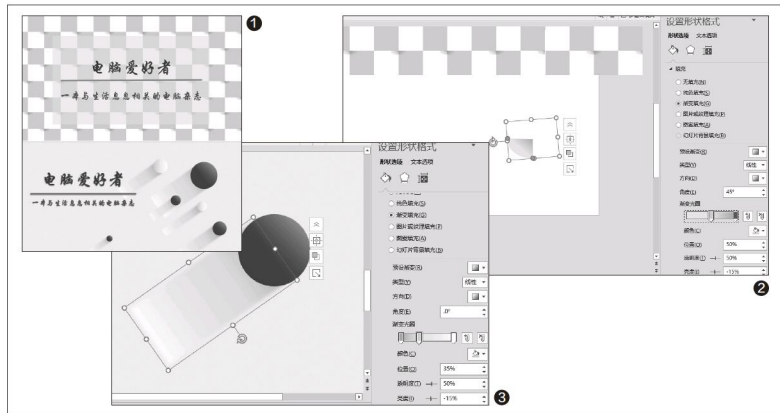 1
电脑爱好者
一本与生活息息相关的电脑杂志
电脑爱好者
一本与生活息息相关的电脑杂志
设置形状格式
形状选项 文本选项
填充
无填充(N)
纯色填充(S)
渐变填充(G)
图片或纹理填充(P)
图案填充(A)
幻灯片背景填充(B)
预设渐变(R)
类型(Y) 线性
方向(D)
角度(E) 45°
渐变光圈
颜色(C)
位置(O) 50%
透明度(T) 50%
亮度(I) -15%
2
设置形状格式
形状选项 文本选项
纯色填充(S)
渐变填充(G)
图片或纹理填充(P)
图案填充(A)
幻灯片背景填充(B)
预设渐变(R)
类型(Y) 线性
方向(D)
角度(E) .0°
渐变光圈
颜色(C)
位置(O) 35%
透明度(T) 50%
亮度(I) -15%
3